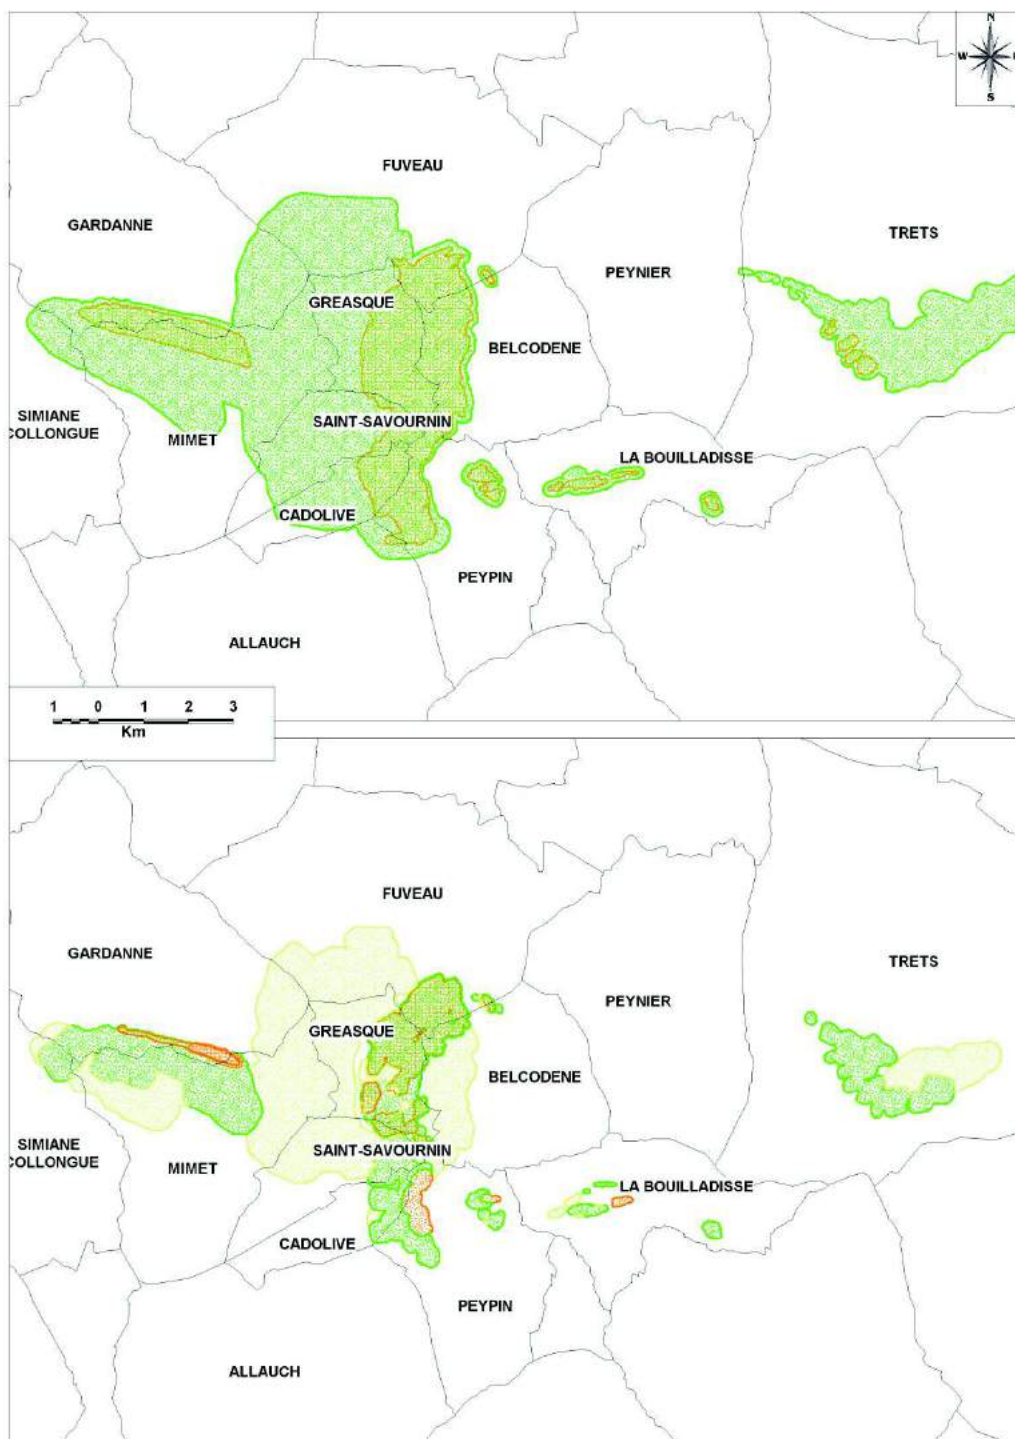 N
W
S
FUVEAU
GARDANNE
TRETS
PEYNIER
GREASQUE
BELCODENE
SIMIANE
COLLONGUE
SAINT-SAVOURNIN
MIMET
LA BOUILLADISSE
CADOLIVE
PEYPIN
ALLAUCH
1 0 1 2 3
Km
FUVEAU
GARDANNE
TRETS
PEYNIER
GREASQUE
BELCODENE
SIMIANE
COLLONGUE
SAINT-SAVOURNIN
MIMET
LA BOUILLADISSE
CADOLIVE
PEYPIN
ALLAUCH